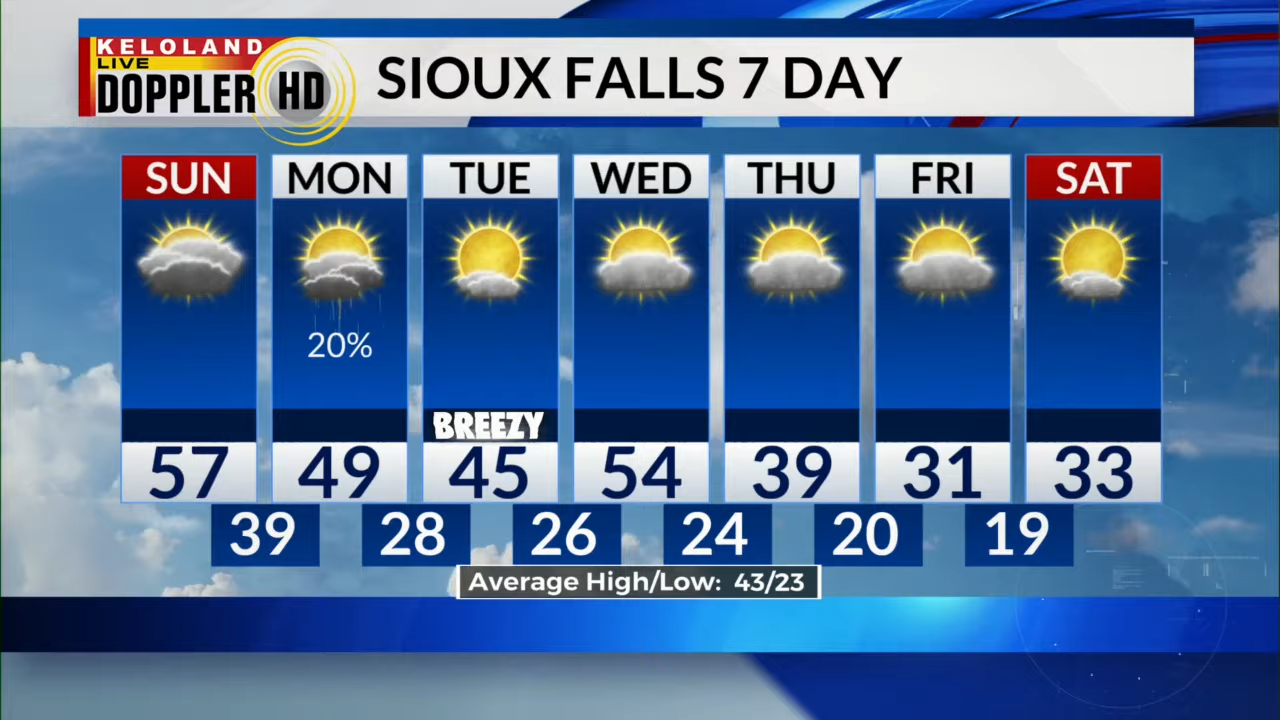 KELOLAND
LIVE
DOPPLER HD
SIOUX FALLS 7 DAY
SUN MON TUE WED THU FRI SAT
20%
BREEZY
57 49 45 54 39 31 33
39 28 26 24 20 19
Average High/Low: 43/23